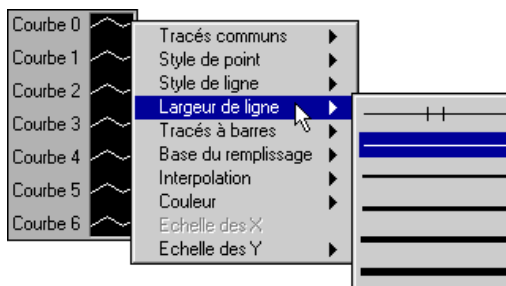 Courbe 0
Courbe 1
Courbe 2
Courbe 3
Courbe 4
Courbe 5
Courbe 6
Tracés communs
Style de point
Style de ligne
Largeur de ligne
Tracés à barres
Base du remplissage
Interpolation
Couleur
Echelle des X
Echelle des Y